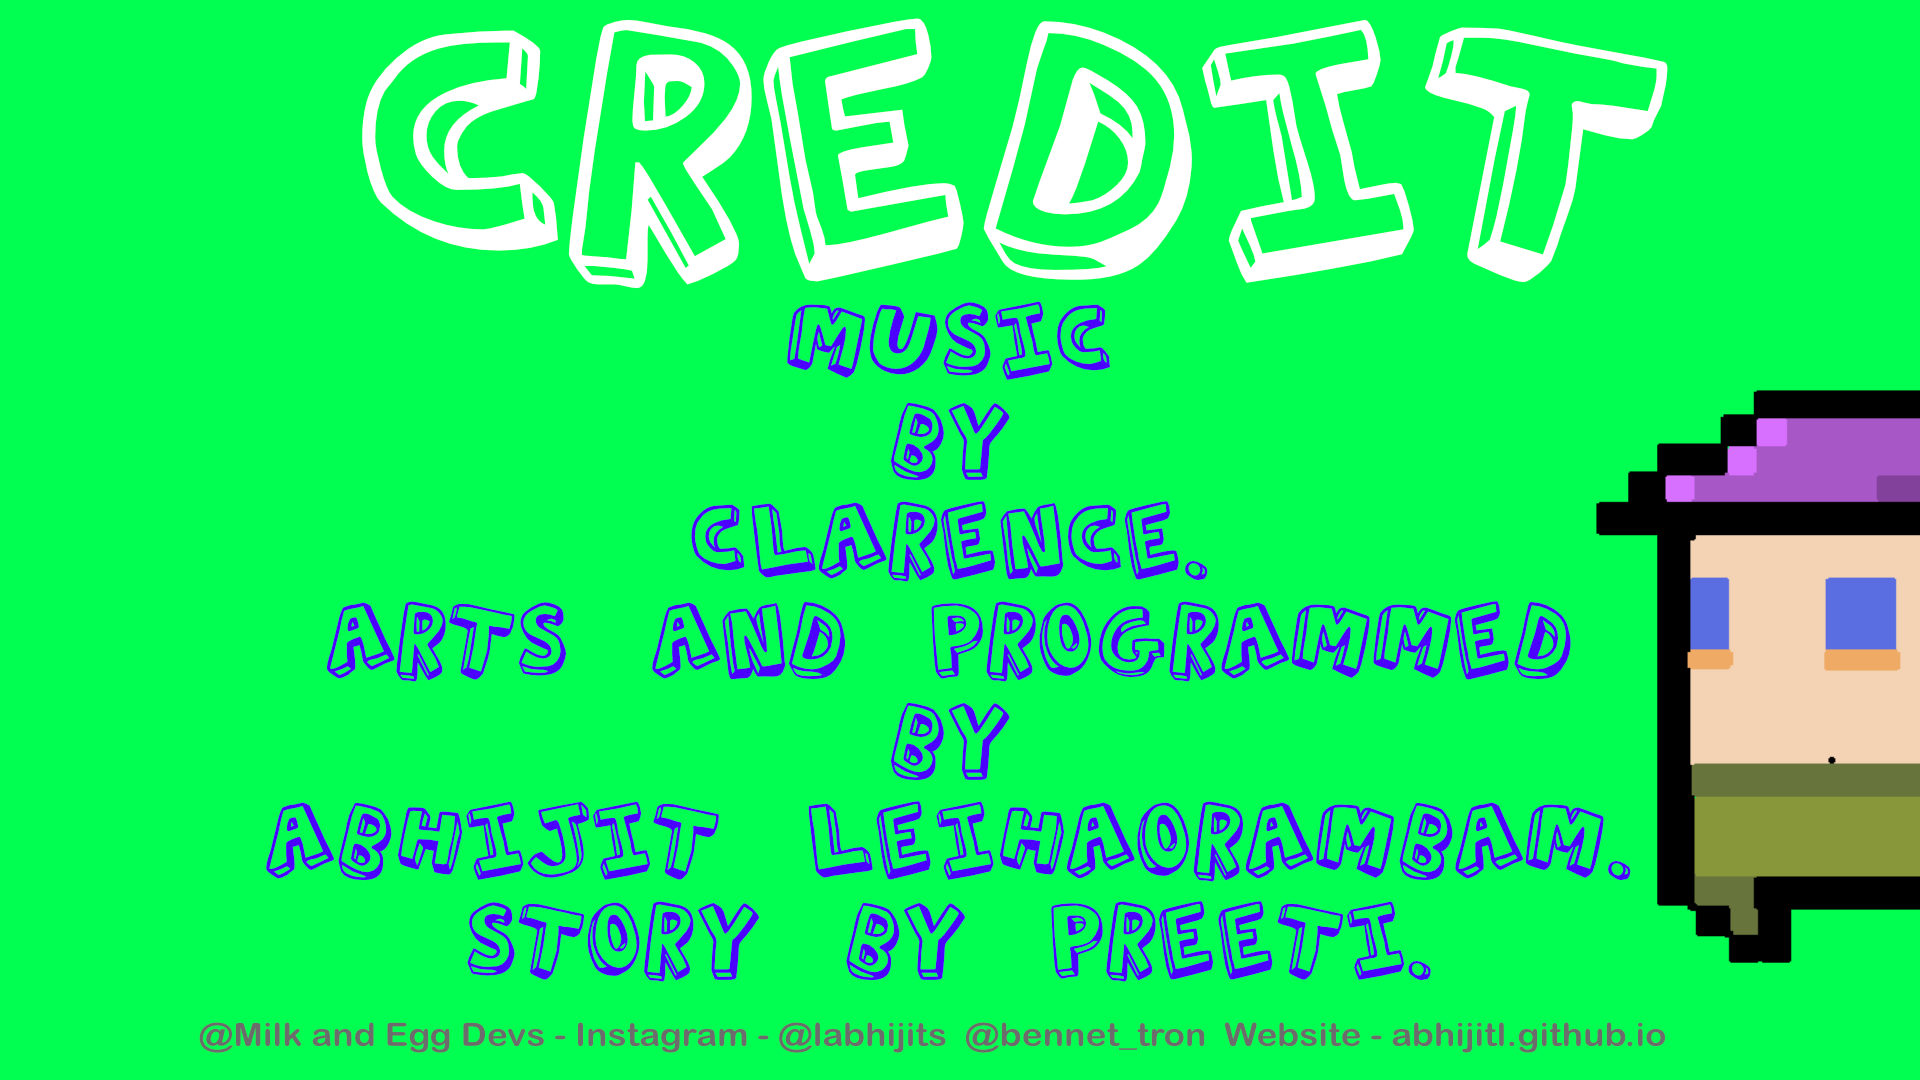 CREDIT
MUSIC
BY
CLARENCE.
ARTS AND PROGRAMMED
BY
ABHIJIT LEIHAORAMBAM.
STORY BY PREETI.
@Milk and Egg Devs - Instagram - @labhijits @bennet_tron Website - abhijitl.github.io